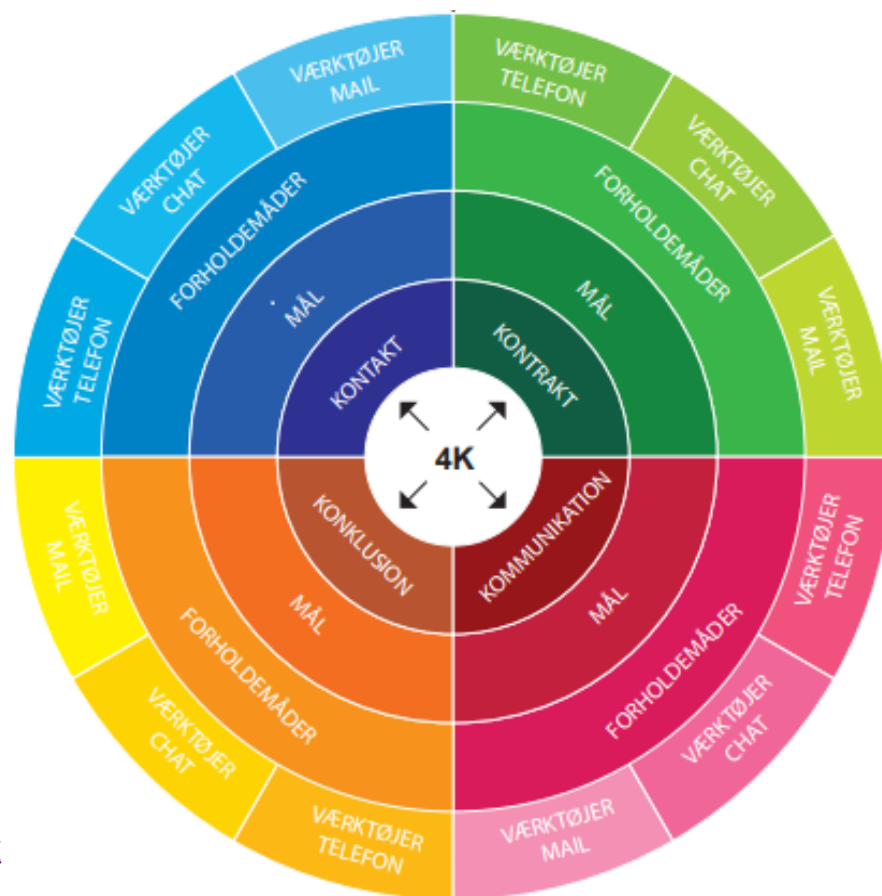 VÆRKTØJER
MAIL
VÆRKTØJER
CHAT
VÆRKTØJER
TELEFON
FORHOLDEMÅDER
MÅL
KONTAKT
VÆRKTØJER
TELEFON
VÆRKTØJER
CHAT
VÆRKTØJER
MAIL
FORHOLDEMÅDER
MÅL
KONTRAKT
4K
KONKLUSION
MÅL
FORHOLDEMÅDER
VÆRKTØJER
MAIL
VÆRKTØJER
CHAT
VÆRKTØJER
TELEFON
KOMMUNIKATION
MÅL
FORHOLDEMÅDER
VÆRKTØJER
TELEFON
VÆRKTØJER
CHAT
VÆRKTØJER
MAIL